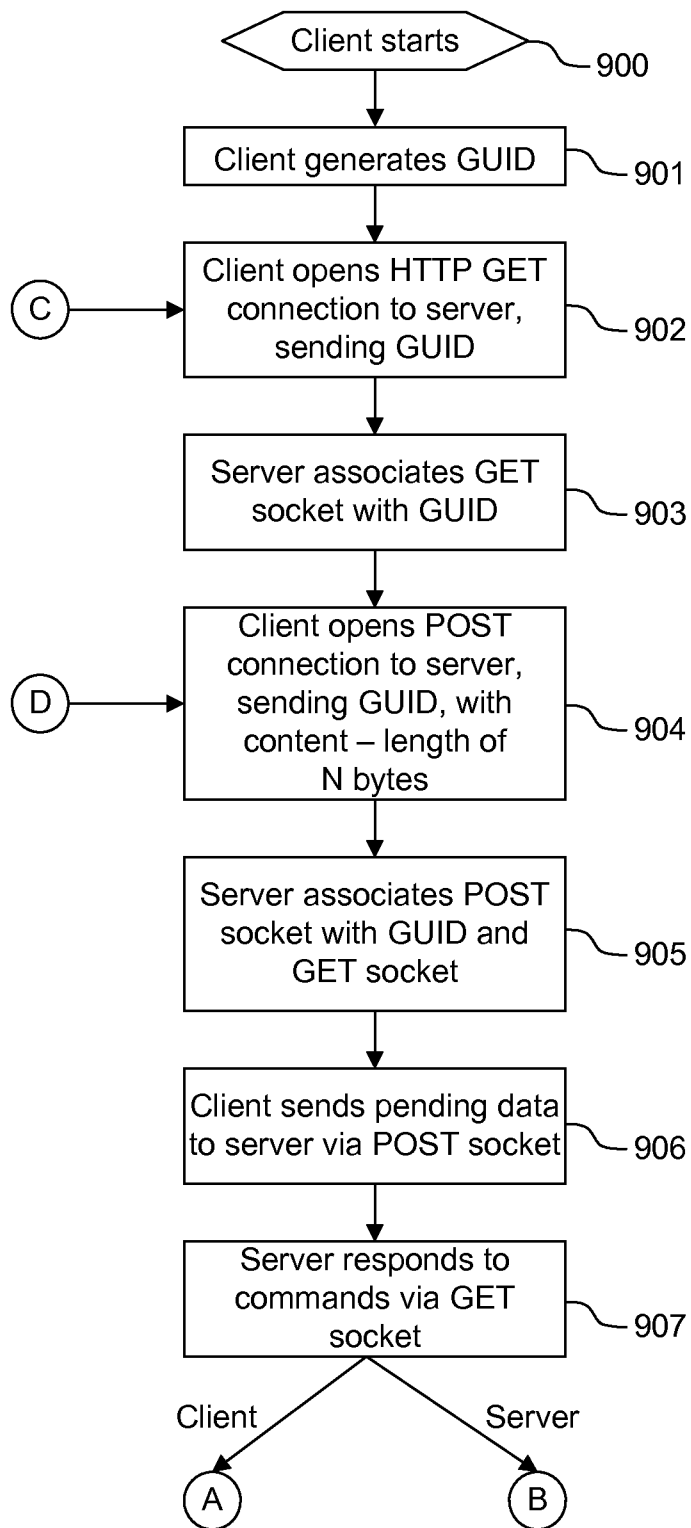 Client starts
900
Client generates GUID
901
Client opens HTTP GET
connection to server,
sending GUID
C
902
Server associates GET
socket with GUID
903
Client opens POST
connection to server,
sending GUID, with
content – length of
N bytes
D
904
Server associates POST
socket with GUID and
GET socket
905
Client sends pending data
to server via POST socket
906
Server responds to
commands via GET
socket
907
Client
Server
A
B